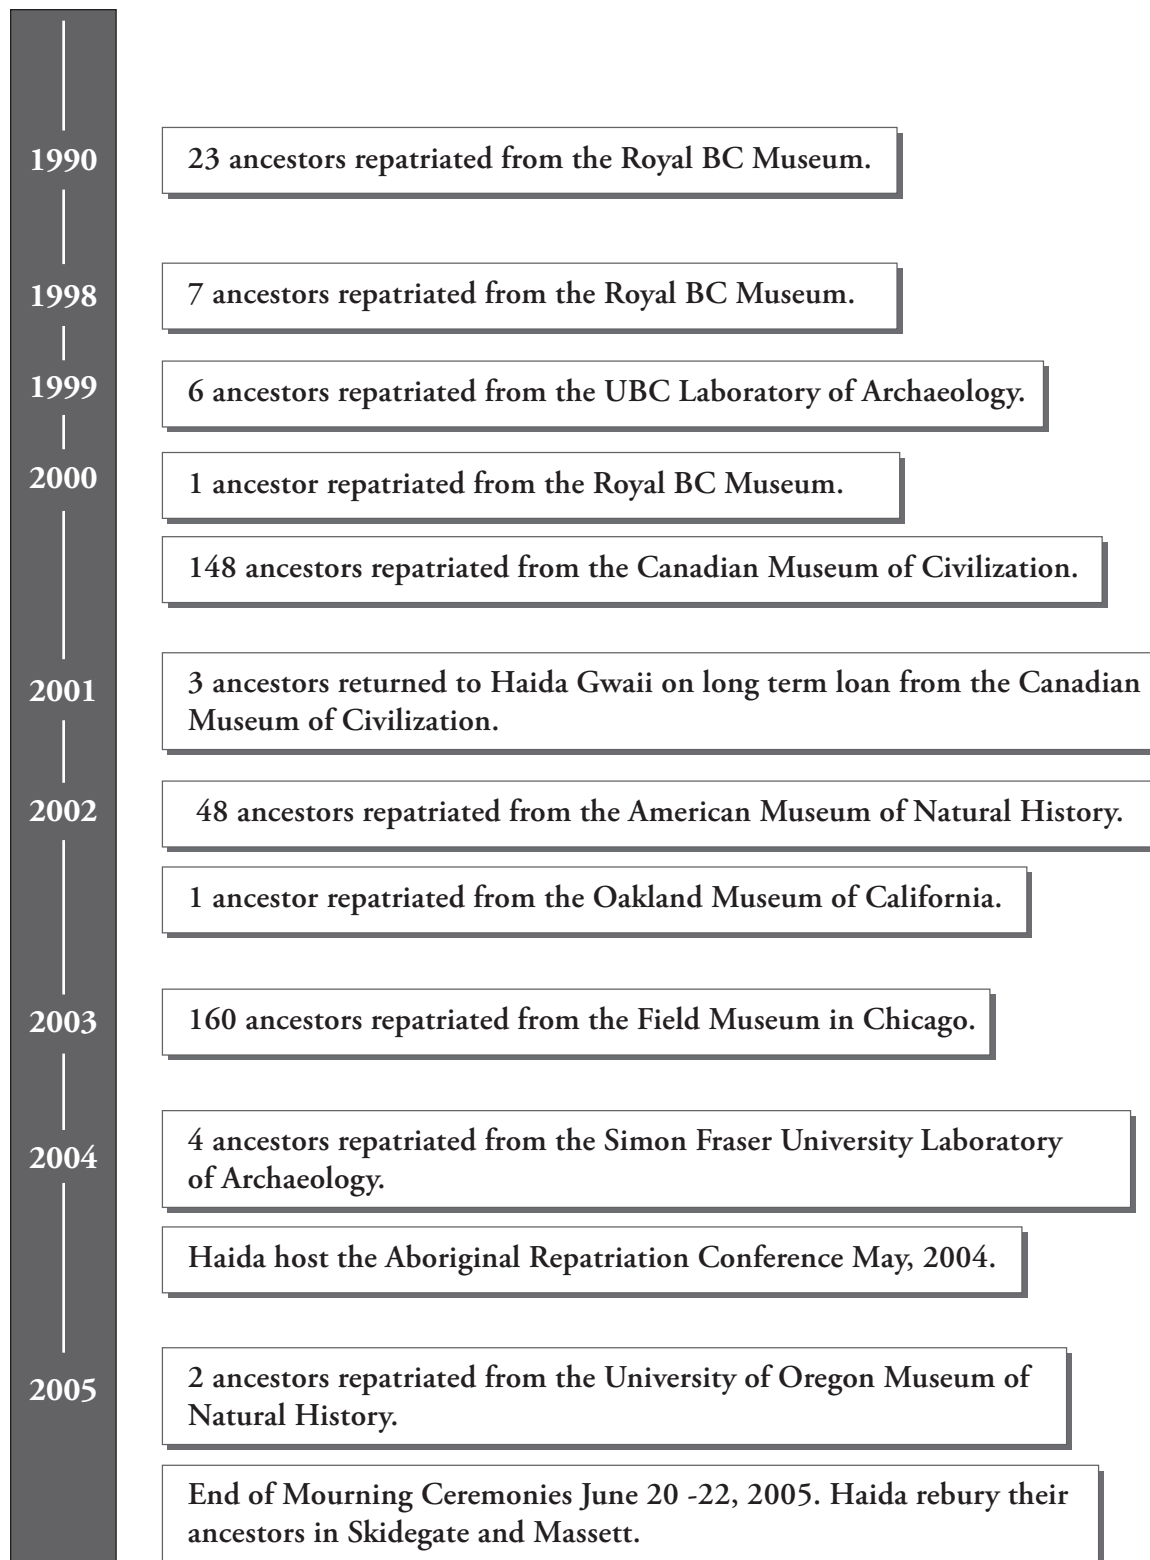 1990
23 ancestors repatriated from the Royal BC Museum.
1998
7 ancestors repatriated from the Royal BC Museum.
1999
6 ancestors repatriated from the UBC Laboratory of Archaeology.
2000
1 ancestor repatriated from the Royal BC Museum.
148 ancestors repatriated from the Canadian Museum of Civilization.
2001
3 ancestors returned to Haida Gwaii on long term loan from the Canadian
Museum of Civilization.
2002
48 ancestors repatriated from the American Museum of Natural History.
1 ancestor repatriated from the Oakland Museum of California.
2003
160 ancestors repatriated from the Field Museum in Chicago.
2004
4 ancestors repatriated from the Simon Fraser University Laboratory
of Archaeology.
Haida host the Aboriginal Repatriation Conference May, 2004.
2005
2 ancestors repatriated from the University of Oregon Museum of
Natural History.
End of Mourning Ceremonies June 20 -22, 2005. Haida rebury their
ancestors in Skidegate and Massett.